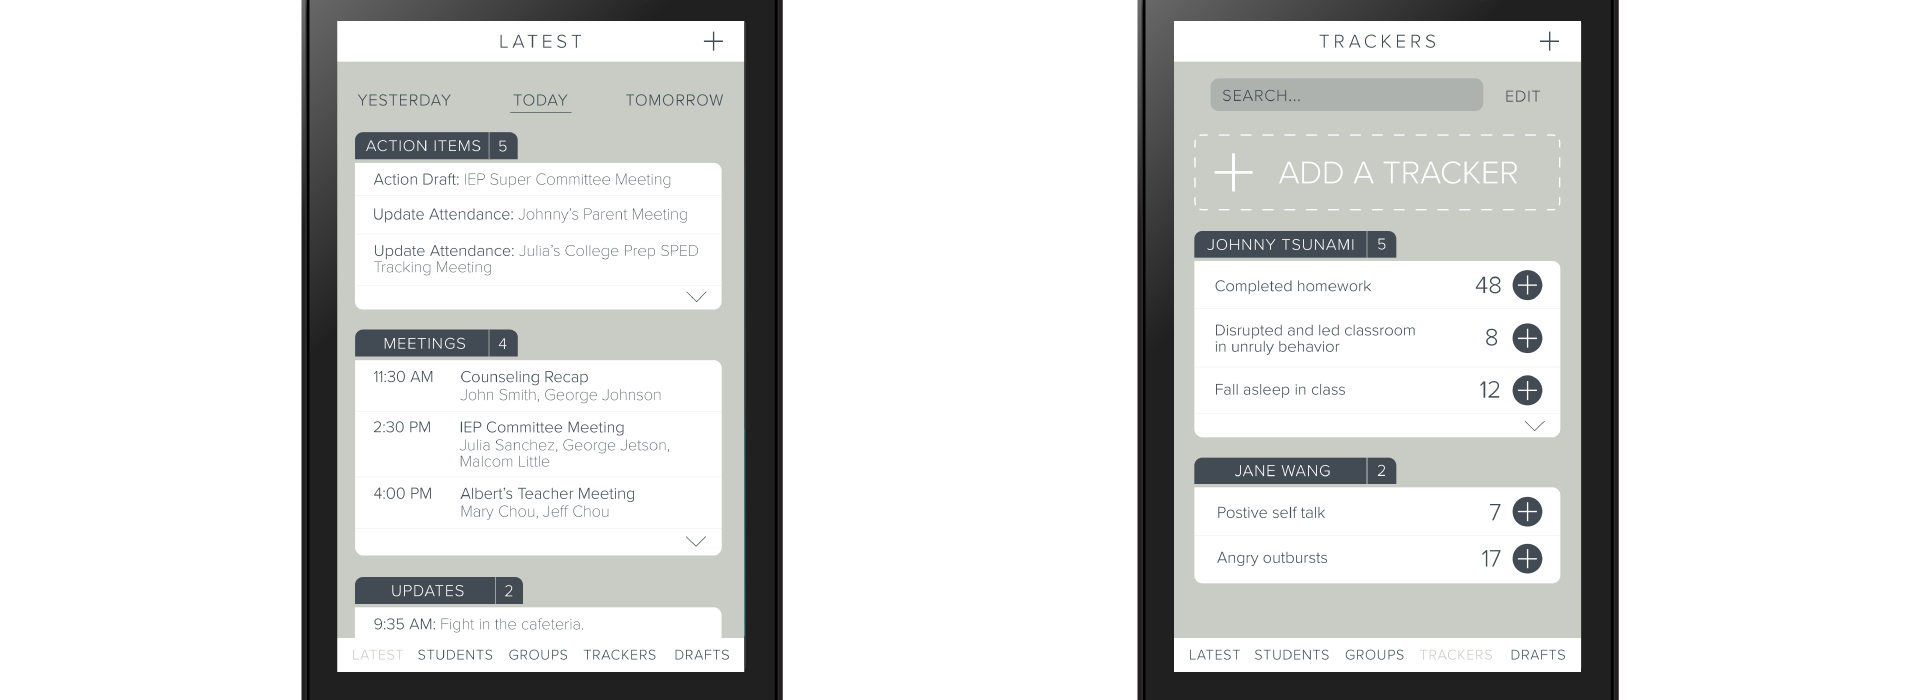 LATEST
YESTERDAY TODAY TOMORROW
ACTION ITEMS 5
Action Draft: IEP Super Committee Meeting
Update Attendance: Johnny's Parent Meeting
Update Attendance: Julia's College Prep SPED
Tracking Meeting
MEETINGS 4
11:30 AM Counseling Recap
John Smith, George Johnson
2:30 PM IEP Committee Meeting
Julia Sanchez, George Jetson,
Malcom Little
4:00 PM Albert's Teacher Meeting
Mary Chou, Jeff Chou
UPDATES 2
9:35 AM: Fight in the cafeteria.
LATEST STUDENTS GROUPS TRACKERS DRAFTS
TRACKERS
SEARCH... EDIT
ADD A TRACKER
JOHNNY TSUNAMI 5
Completed homework 48
Disrupted and led classroom
in unruly behavior 8
Fall asleep in class 12
JANE WANG 2
Postive self talk 7
Angry outbursts 17
LATEST STUDENTS GROUPS TRACKERS DRAFTS